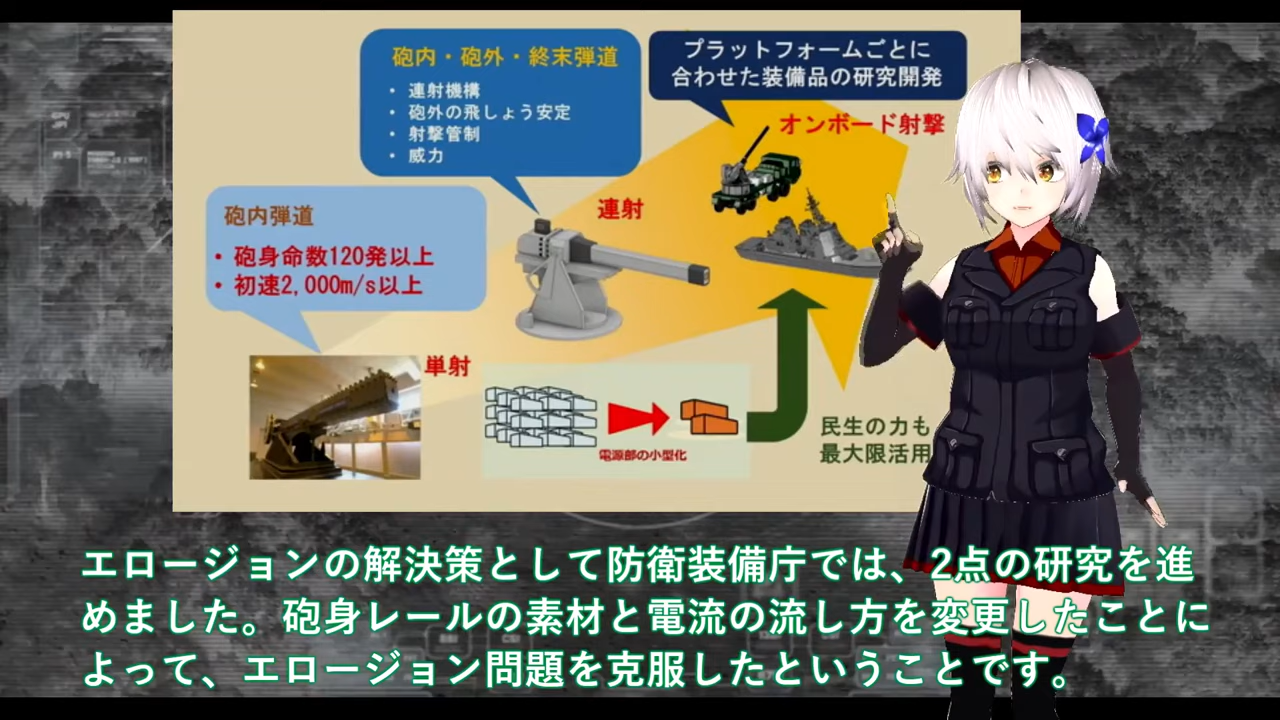 砲内・砲外・終末弾道
・ 連射機構
・ 砲外の飛しょう安定
・ 射撃管制
・ 威力
プラットフォームごとに
合わせた装備品の研究開発
オンボード射撃
連射
砲内弾道
・ 砲身命数120発以上
・ 初速2,000m/s以上
単射
電源部の小型化
民生の力も
最大限活用
エロージョンの解決策として防衛装備庁では、2点の研究を進
めました。砲身レールの素材と電流の流し方を変更したことに
よって、エロージョン問題を克服したということです。